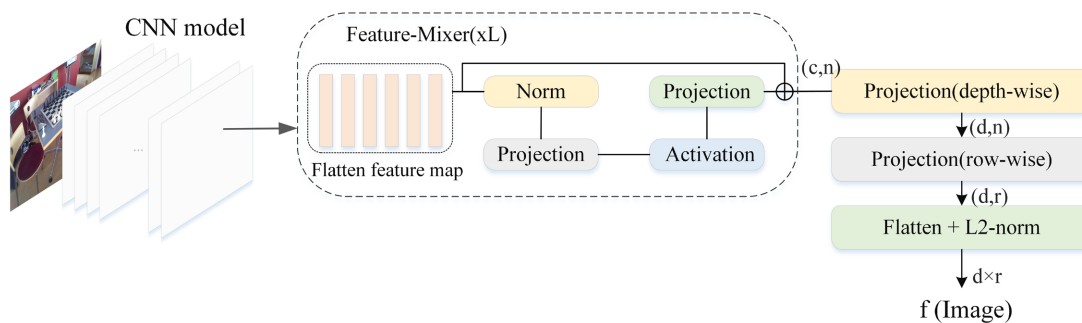 CNN model
...
Feature-Mixer(xL)
Flatten feature map
Norm
Projection
Projection
Activation
(c,n)
Projection(depth-wise)
(d,n)
Projection(row-wise)
(d,r)
Flatten + L2-norm
d×r
f (Image)